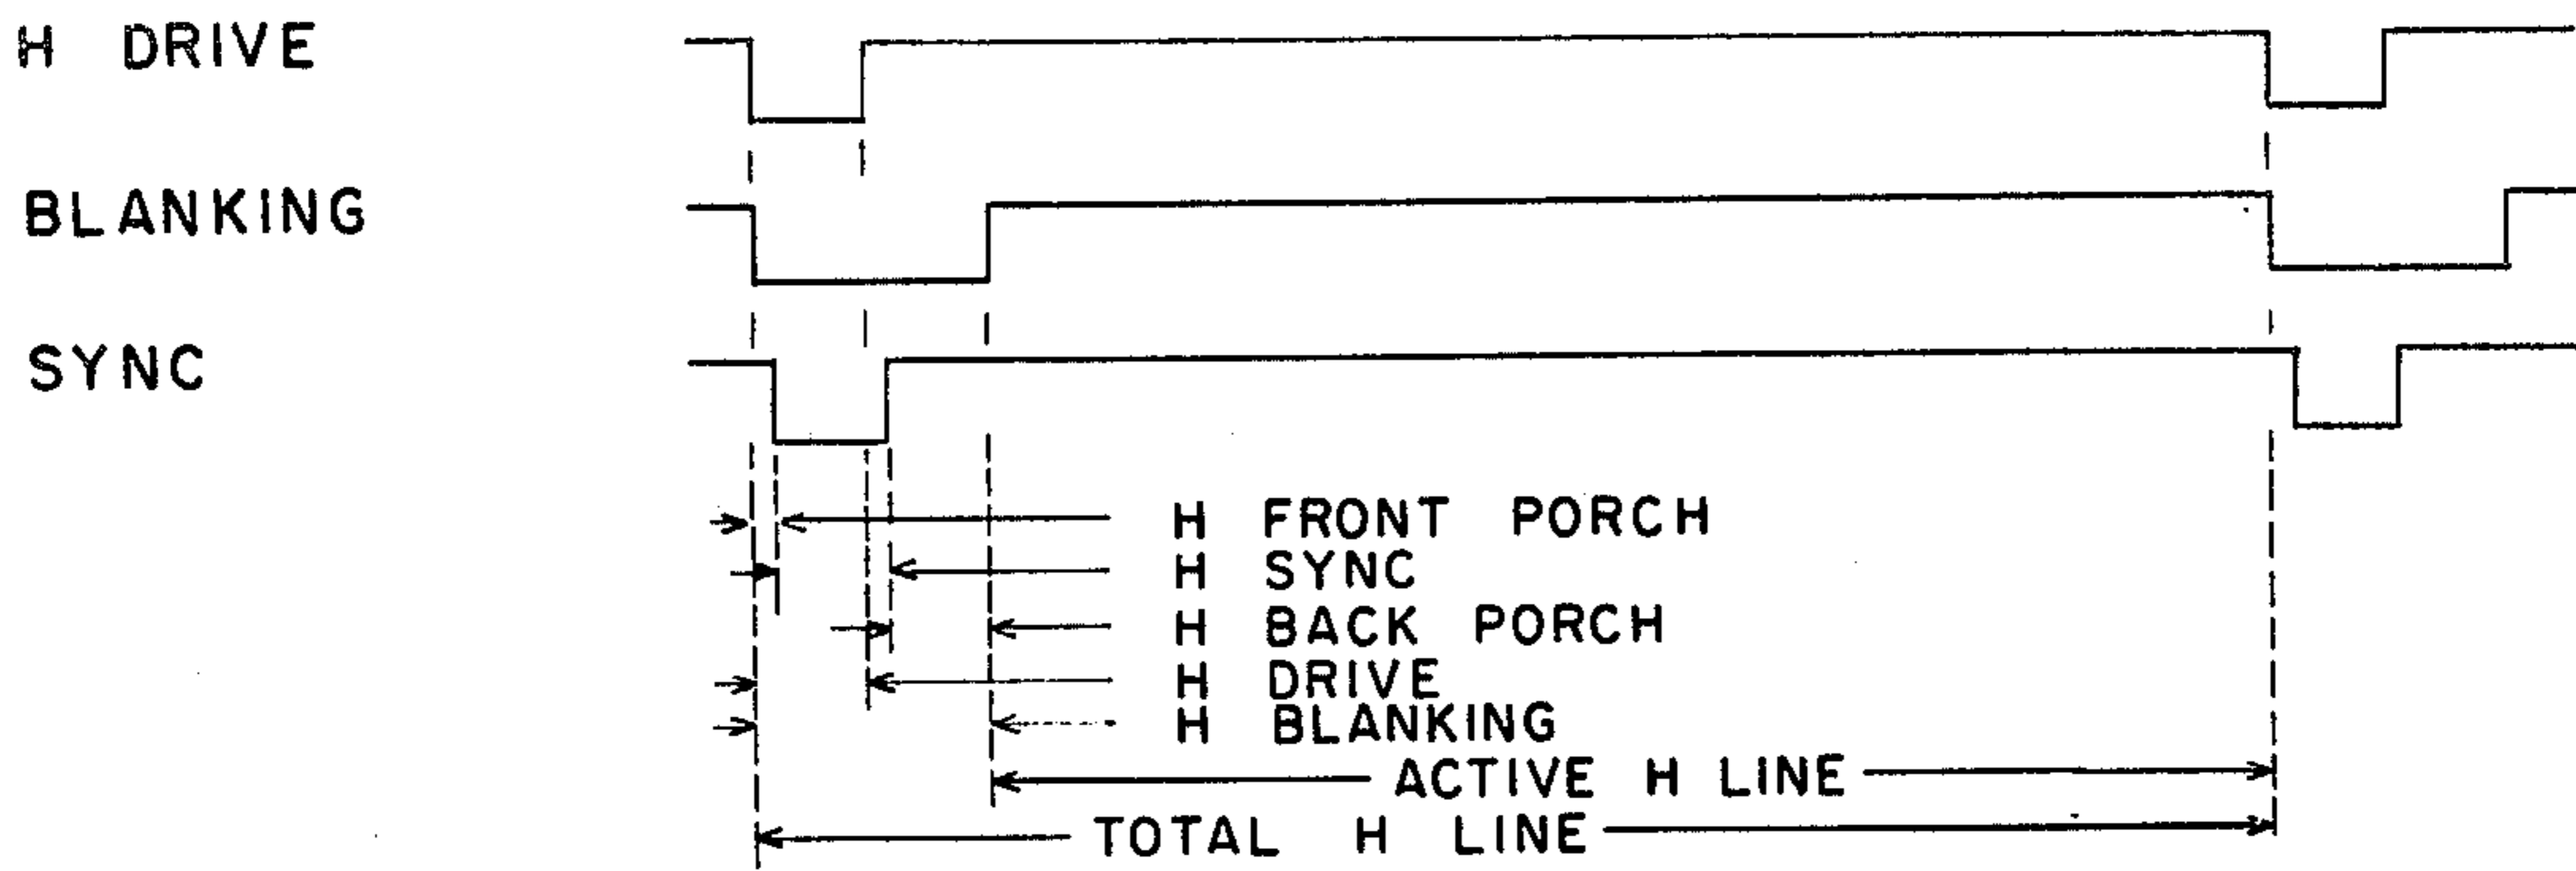 H DRIVE
BLANKING
SYNC
H FRONT PORCH
H SYNC
H BACK PORCH
H DRIVE
H BLANKING
ACTIVE H LINE
TOTAL H LINE